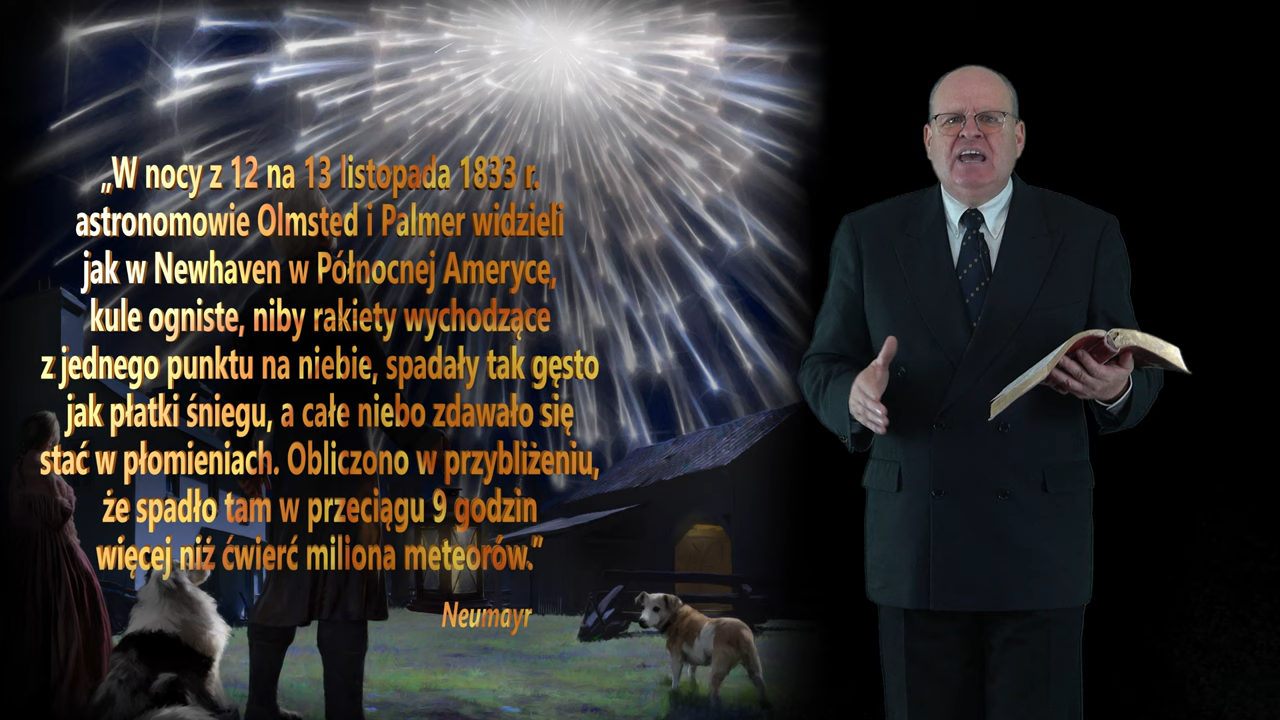 „W nocy z 12 na 13 listopada 1833 r.
astronomowie Olmsted i Palmer widzieli
jak w Newhaven w Północnej Ameryce,
kule ogniste, niby rakiety wychodzące
z jednego punktu na niebie, spadały tak gęsto
jak płatki śniegu, a całe niebo zdawało się
stać w płomieniach. Obliczono w przybliżeniu,
że spadło tam w przeciągu 9 godzin
więcej niż ćwierć miliona meteorów.”
Neumayr